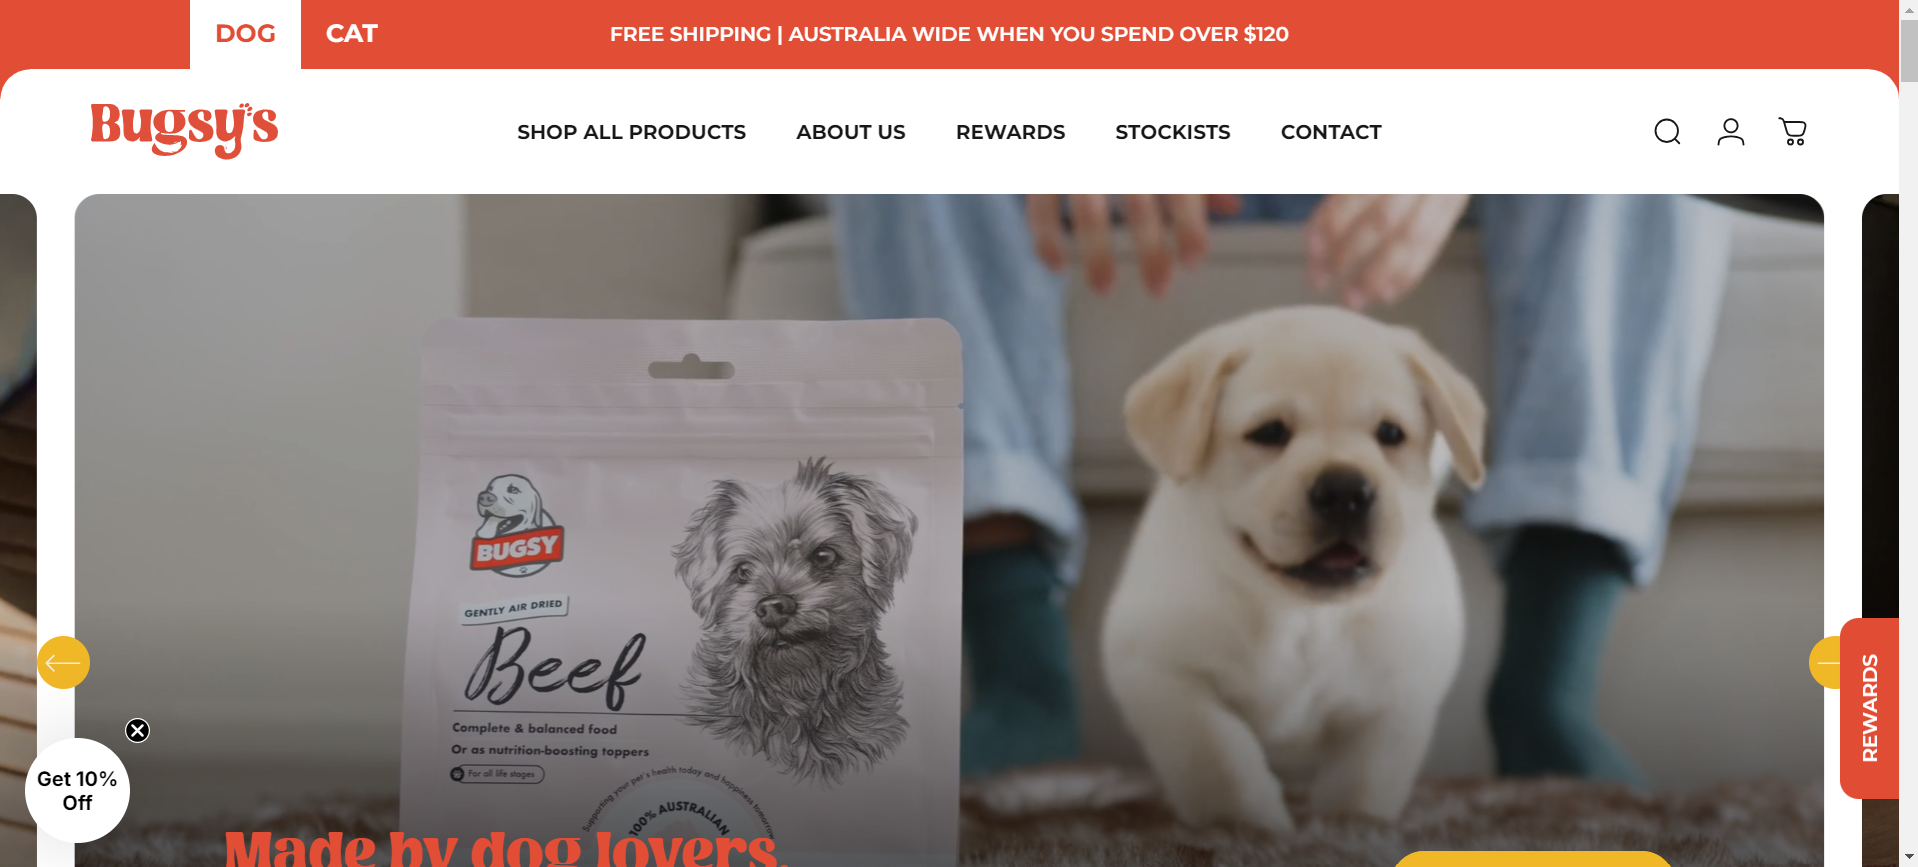 DOG
CAT
FREE SHIPPING | AUSTRALIA WIDE WHEN YOU SPEND OVER $120
Bugsy's
SHOP ALL PRODUCTS
ABOUT US
REWARDS
STOCKISTS
CONTACT
BUGSY
GENTLY AIR DRIED
Beef
Complete & balanced food
Or as nutrition-boosting toppers
For all life stages
Supporting your pet's health today and happiness tomorrow
100% AUSTRALIAN
REWARDS
Get 10%
Off
Made by dog lovers,